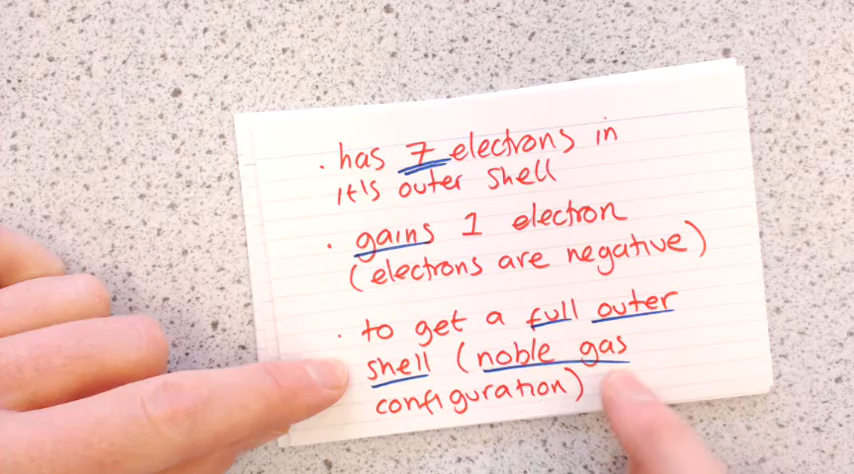 · has 7 electrons in
it's outer shell
· gains 1 electron
(electrons are negative)
· to get a full outer
shell (noble gas
configuration)